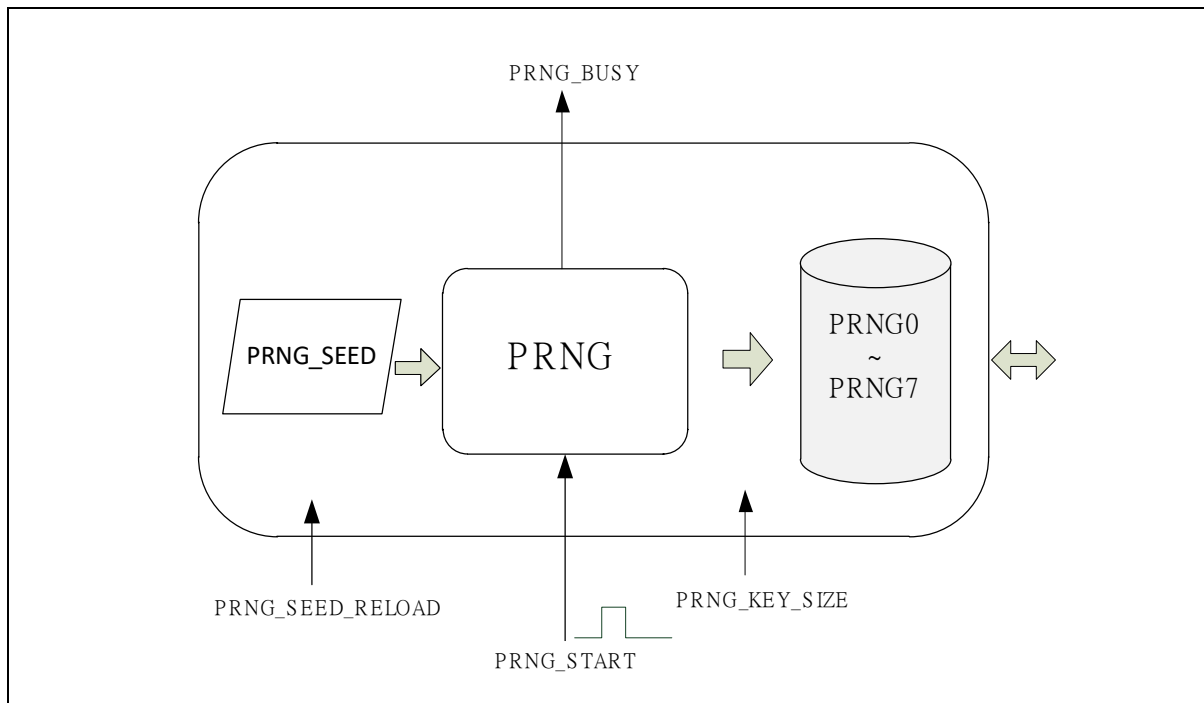 PRNG_BUSY
PRNG_SEED
PRNG
PRNG0
~
PRNG7
PRNG_SEED_RELOAD
PRNG_START
PRNG_KEY_SIZE